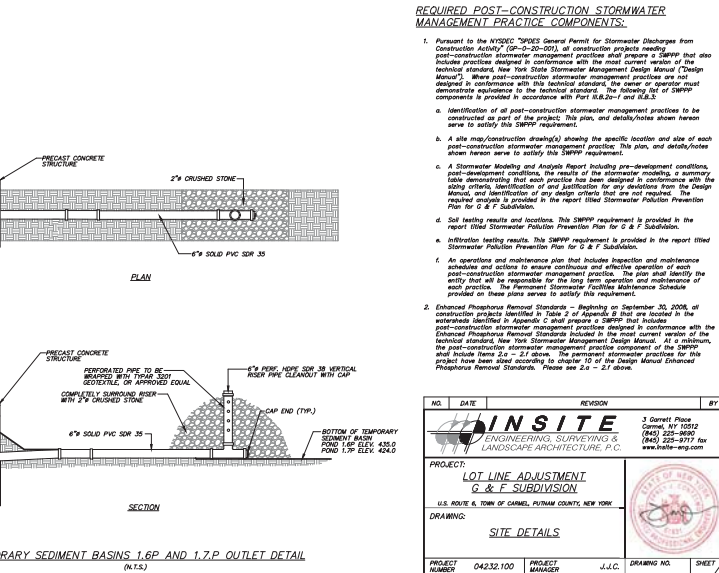 PRECAST CONCRETE
STRUCTURE
2"ø CRUSHED STONE
6"ø SOLID PVC SDR 35
PLAN
PRECAST CONCRETE
STRUCTURE
PERFORATED PIPE TO BE
WRAPPED WITH TYPAR 3201
GEOTEXTILE, OR APPROVED EQUAL
COMPLETELY SURROUND RISER
WITH 2"ø CRUSHED STONE
6"ø SOLID PVC SDR 35
6"ø PERF. HDPE SDR 38 VERTICAL
RISER PIPE CLEANOUT WITH CAP
CAP END (TYP.)
BOTTOM OF TEMPORARY
SEDIMENT BASIN
POND 1.6P ELEV. 435.0
POND 1.7P ELEV. 424.0
SECTION
RARY SEDIMENT BASINS 1.6P AND 1.7.P OUTLET DETAIL
(N.T.S.)
REQUIRED POST-CONSTRUCTION STORMWATER
MANAGEMENT PRACTICE COMPONENTS:
1. Pursuant to the NYSDEC "SPDES General Permit for Stormwater Discharges from
Construction Activity" (GP-0-20-001), all construction projects needing
post-construction stormwater management practices shall prepare a SWPPP that also
includes practices designed in conformance with the most current version of the
technical standard, New York State Stormwater Management Design Manual ("Design
Manual"). Where post-construction stormwater management practices are not
designed in conformance with this technical standard, the owner or operator must
demonstrate equivalence to the technical standard. The following list of SWPPP
components is provided in accordance with Part III.B.2a-f and III.B.3:
a. Identification of all post-construction stormwater management practices to be
constructed as part of the project; This plan, and details/notes shown hereon
serve to satisfy this SWPPP requirement.
b. A site map/construction drawing(s) showing the specific location and size of each
post-construction stormwater management practice; This plan, and details/notes
shown hereon serve to satisfy this SWPPP requirement.
c. A Stormwater Modeling and Analysis Report including pre-development conditions,
post-development conditions, the results of the stormwater modeling, a summary
table demonstrating that each practice has been designed in conformance with the
sizing criteria, identification of and justification for any deviations from the Design
Manual, and identification of any design criteria that are not required. The
required analysis is provided in the report titled Stormwater Pollution Prevention
Plan for G & F Subdivision.
d. Soil testing results and locations. This SWPPP requirement is provided in the
report titled Stormwater Pollution Prevention Plan for G & F Subdivision.
e. Infiltration testing results. This SWPPP requirement is provided in the report titled
Stormwater Pollution Prevention Plan for G & F Subdivision.
f. An operations and maintenance plan that includes inspection and maintenance
schedules and actions to ensure continuous and effective operation of each
post-construction stormwater management practice. The plan shall identify the
entity that will be responsible for the long term operation and maintenance of
each practice. The Permanent Stormwater Facilities Maintenance Schedule
provided on these plans serves to satisfy this requirement.
2. Enhanced Phosphorus Removal Standards - Beginning on September 30, 2008, all
construction projects identified in Table 2 of Appendix B that are located in the
watersheds identified in Appendix C shall prepare a SWPPP that includes
post-construction stormwater management practices designed in conformance with the
Enhanced Phosphorus Removal Standards included in the most current version of the
technical standard, New York State Stormwater Management Design Manual. At a minimum,
the post-construction stormwater management practice component of the SWPPP
shall include items 2.a - 2.f above. The permanent stormwater practices for this
project have been sized according to chapter 10 of the Design Manual Enhanced
Phosphorus Removal Standards. Please see 2.a - 2.f above.
NO. DATE REVISION BY
INSITE
ENGINEERING, SURVEYING &
LANDSCAPE ARCHITECTURE, P.C.
3 Garrett Place
Carmel, NY 10512
(845) 225-9690
(845) 225-9717 fax
www.insite-eng.com
PROJECT:
LOT LINE ADJUSTMENT
G & F SUBDIVISION
U.S. ROUTE 6, TOWN OF CARMEL, PUTNAM COUNTY, NEW YORK
DRAWING:
SITE DETAILS
STATE OF NEW YORK
PROJECT
NUMBER 04232.100
PROJECT
MANAGER J.J.C.
DRAWING NO. SHEET